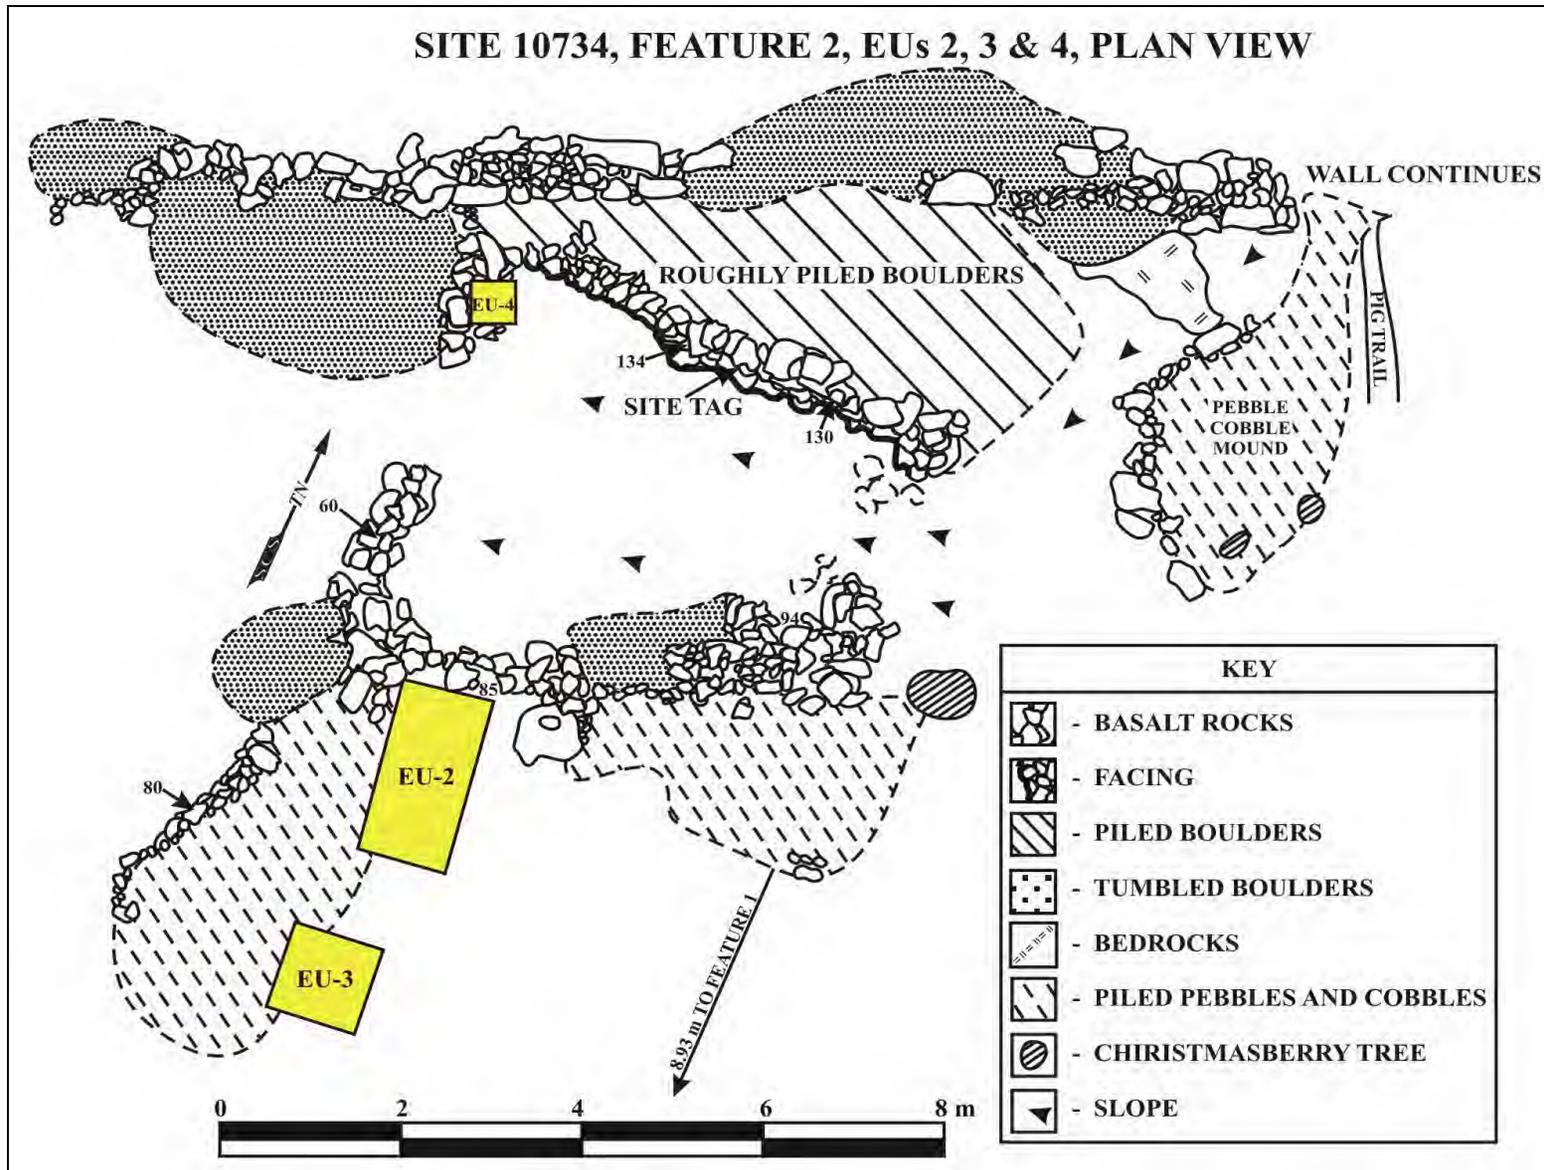 SITE 10734, FEATURE 2, EUs 2, 3 & 4, PLAN VIEW
WALL CONTINUES
ROUGHLY PILED BOULDERS
EU-4
PIG TRAIL
134
SITE TAG
130
PEBBLE
COBBLE
MOUND
TN
60
94
85
EU-2
80
EU-3
8.93 m TO FEATURE 1
0 2 4 6 8 m
KEY
- BASALT ROCKS
- FACING
- PILED BOULDERS
- TUMBLED BOULDERS
- BEDROCKS
- PILED PEBBLES AND COBBLES
- CHIRISTMASBERRY TREE
- SLOPE